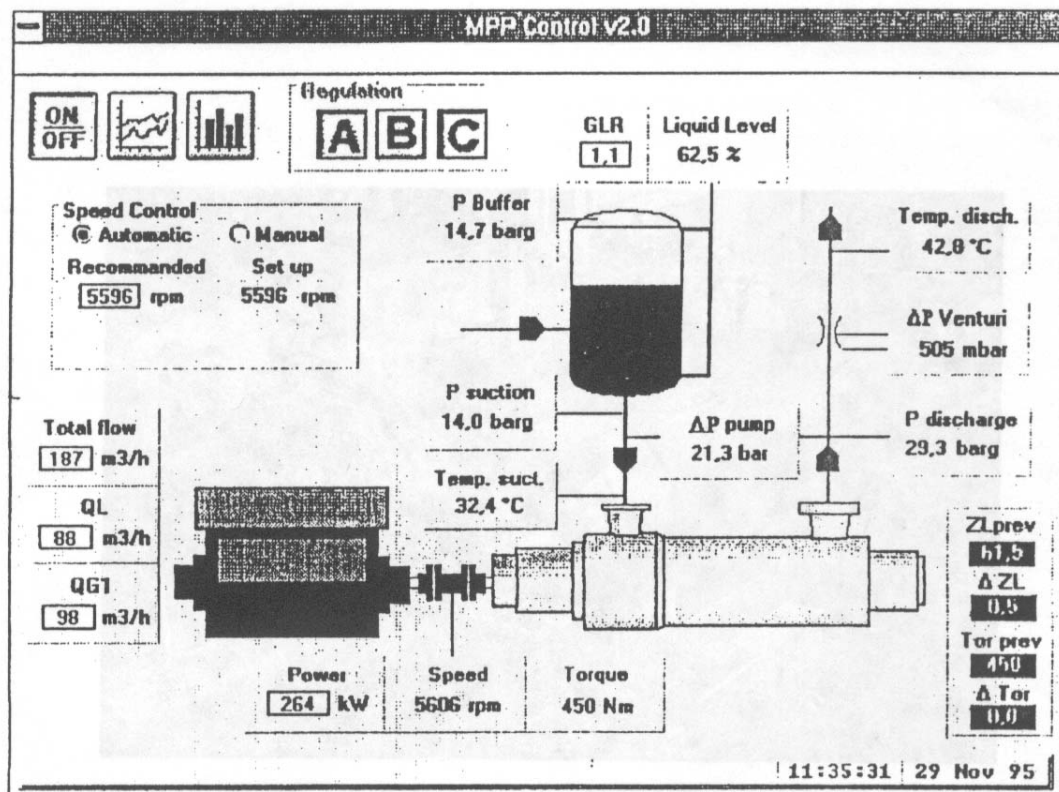 MPP Control v2.0
ON
OFF
Regulation
A B C
GLR
1,1
Liquid Level
62,5 %
Speed Control
Automatic Manual
Recommanded Set up
5596 rpm 5596 rpm
P Buffer
14,7 barg
Temp. disch.
42,8 °C
ΔP Venturi
505 mbar
P suction
14,0 barg
ΔP pump
21,3 bar
P discharge
29,3 barg
Temp. suct.
32,4 °C
Total flow
187 m3/h
QL
88 m3/h
QG1
98 m3/h
Power
264 kW
Speed
5606 rpm
Torque
450 Nm
ZLprev
Δ ZL
0,5
Tor prev
450
Δ Tor
0,0
11:35:31 29 Nov 95